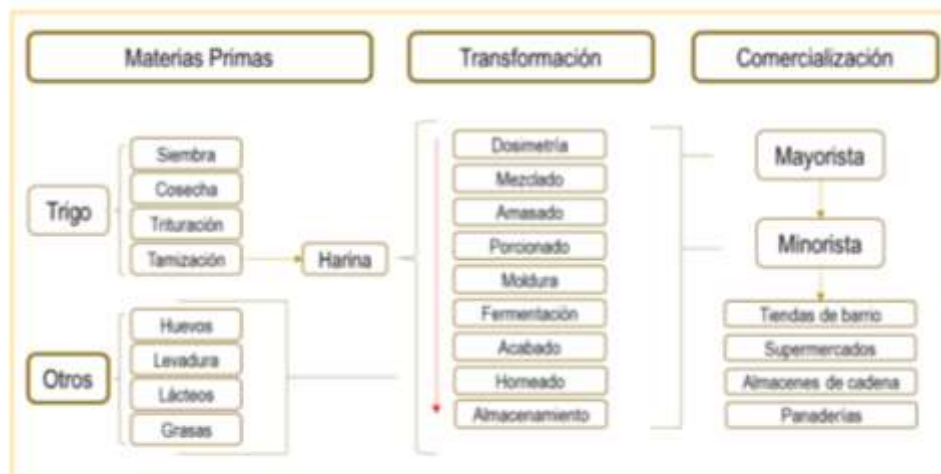 Materias Primas
Transformación
Comercialización
Trigo
Siembra
Cosecha
Trituración
Tamización
Harina
Otros
Huevos
Levadura
Lácteos
Grasas
Dosimetría
Mezclado
Amasado
Porcionado
Moldura
Fermentación
Acabado
Horneado
Almacenamiento
Mayorista
Minorista
Tiendas de barrio
Supermercados
Almacenes de cadena
Panaderías